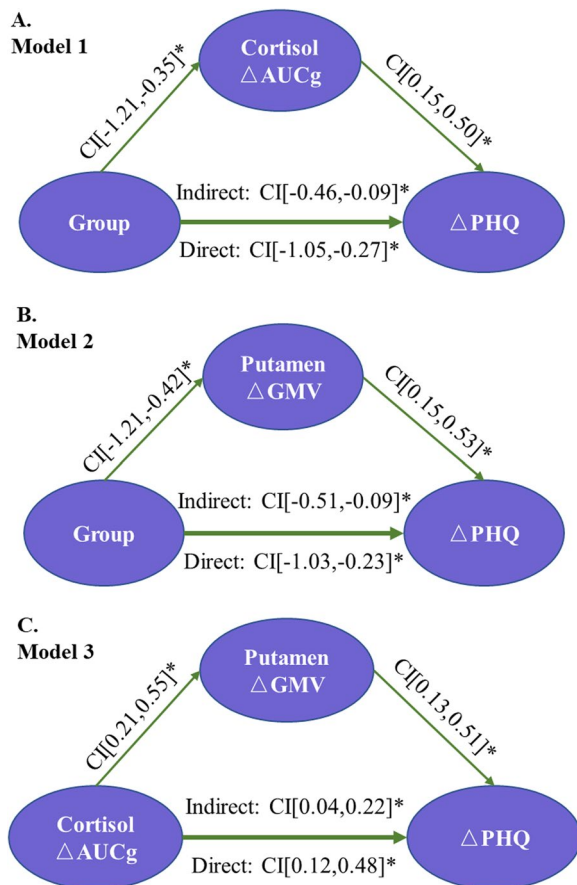 A.
Model 1
Cortisol
△AUCg
CI[-1.21,-0.35]*
CI[0.15,0.50]*
Group
Indirect: CI[-0.46,-0.09]*
Direct: CI[-1.05,-0.27]*
△PHQ
B.
Model 2
Putamen
△GMV
CI[-1.21,-0.42]*
CI[0.15,0.53]*
Group
Indirect: CI[-0.51,-0.09]*
Direct: CI[-1.03,-0.23]*
△PHQ
C.
Model 3
Putamen
△GMV
CI[0.21,0.55]*
CI[0.13,0.51]*
Cortisol
△AUCg
Indirect: CI[0.04,0.22]*
Direct: CI[0.12,0.48]*
△PHQ